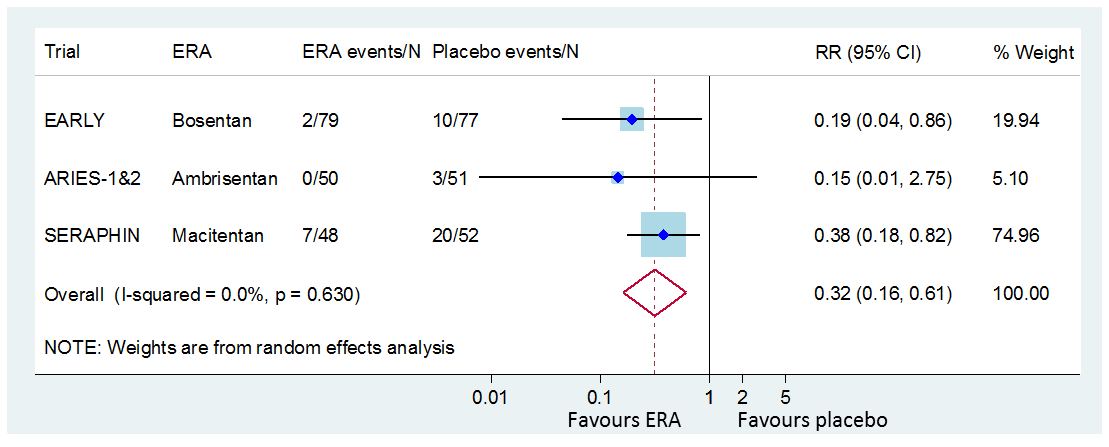 Trial ERA ERA events/N Placebo events/N RR (95% CI) % Weight
EARLY Bosentan 2/79 10/77 0.19 (0.04, 0.86) 19.94
ARIES-1&2 Ambrisentan 0/50 3/51 0.15 (0.01, 2.75) 5.10
SERAPHIN Macitentan 7/48 20/52 0.38 (0.18, 0.82) 74.96
Overall (I-squared = 0.0%, p = 0.630) 0.32 (0.16, 0.61) 100.00
NOTE: Weights are from random effects analysis
0.01 0.1 1 2 5
Favours ERA Favours placebo